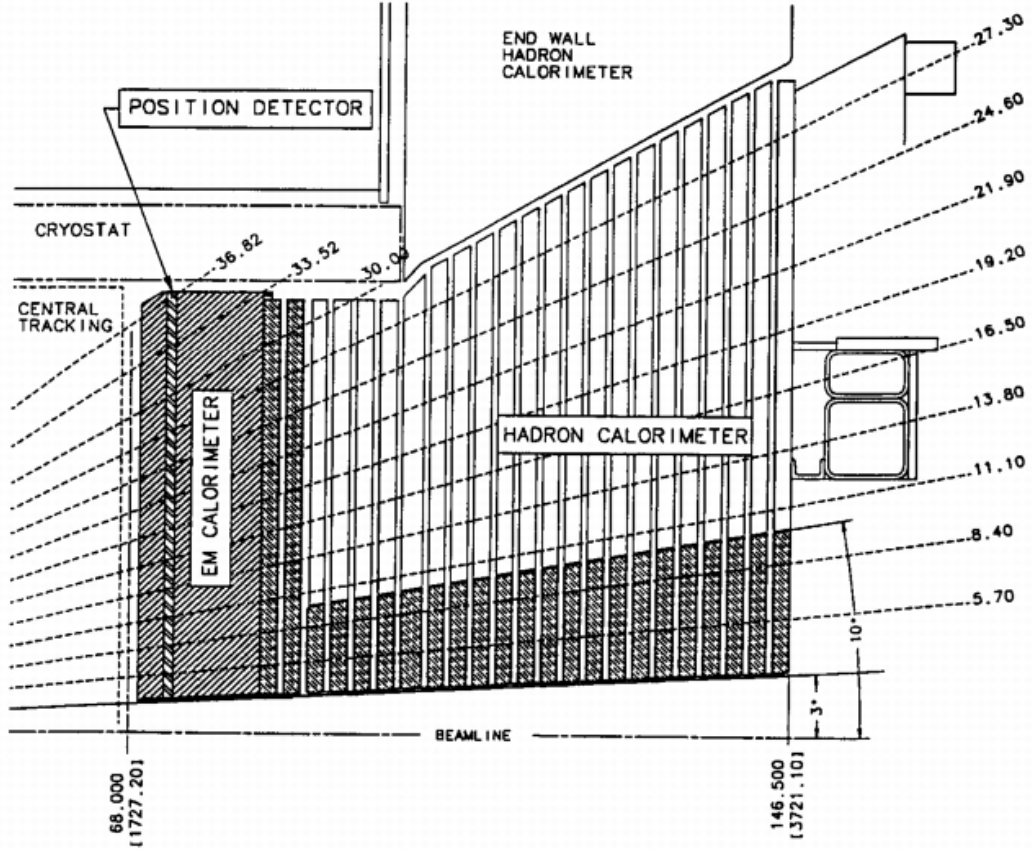 27.30
END WALL
HADRON
CALORIMETER
POSITION DETECTOR
24.60
21.90
CRYOSTAT
36.82
33.52
19.20
CENTRAL
TRACKING
16.50
EM CALORIMETER
HADRON CALORIMETER
13.80
11.10
8.40
5.70
10°
3°
BEAMLINE
68.000
[1727.20]
146.500
[3721.10]